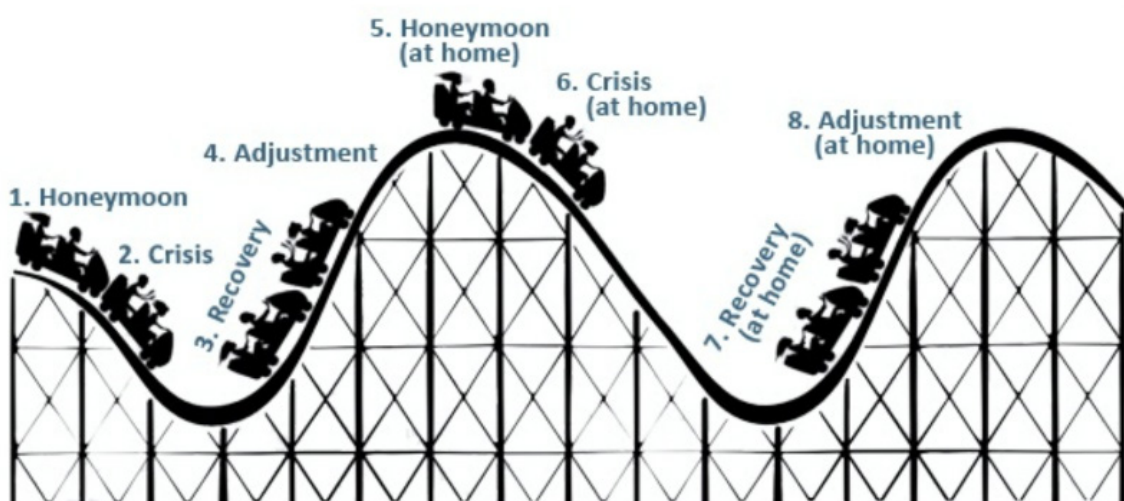 1. Honeymoon
2. Crisis
3. Recovery
4. Adjustment
5. Honeymoon
(at home)
6. Crisis
(at home)
7. Recovery
(at home)
8. Adjustment
(at home)